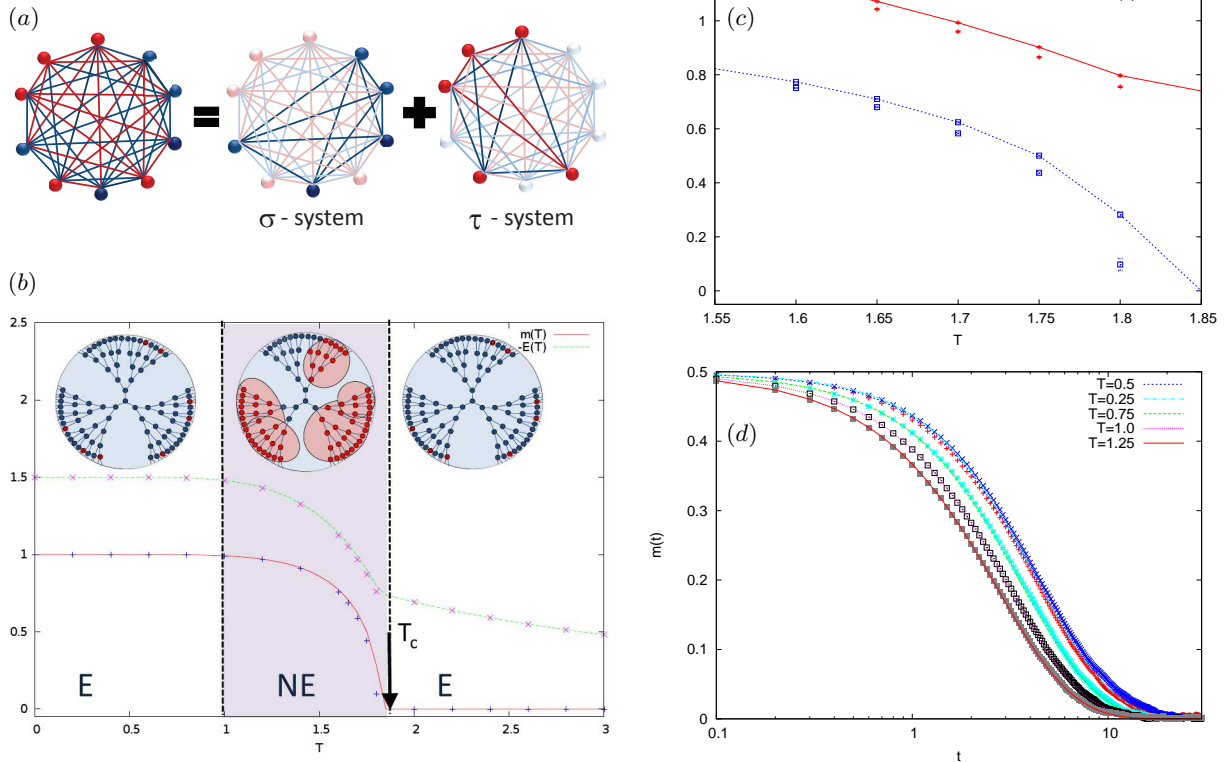 (a)
σ - system
τ - system
(b)
2.5
2
1.5
1
0.5
0
m(T)
-E(T)
T_c
E
NE
E
0
0.5
1
1.5
2
2.5
3
T
(c)
1
0.8
0.6
0.4
0.2
0
1.55
1.6
1.65
1.7
1.75
1.8
1.85
T
(d)
0.5
0.4
0.3
0.2
0.1
0
m(t)
T=0.5
T=0.25
T=0.75
T=1.0
T=1.25
0.1
1
10
t